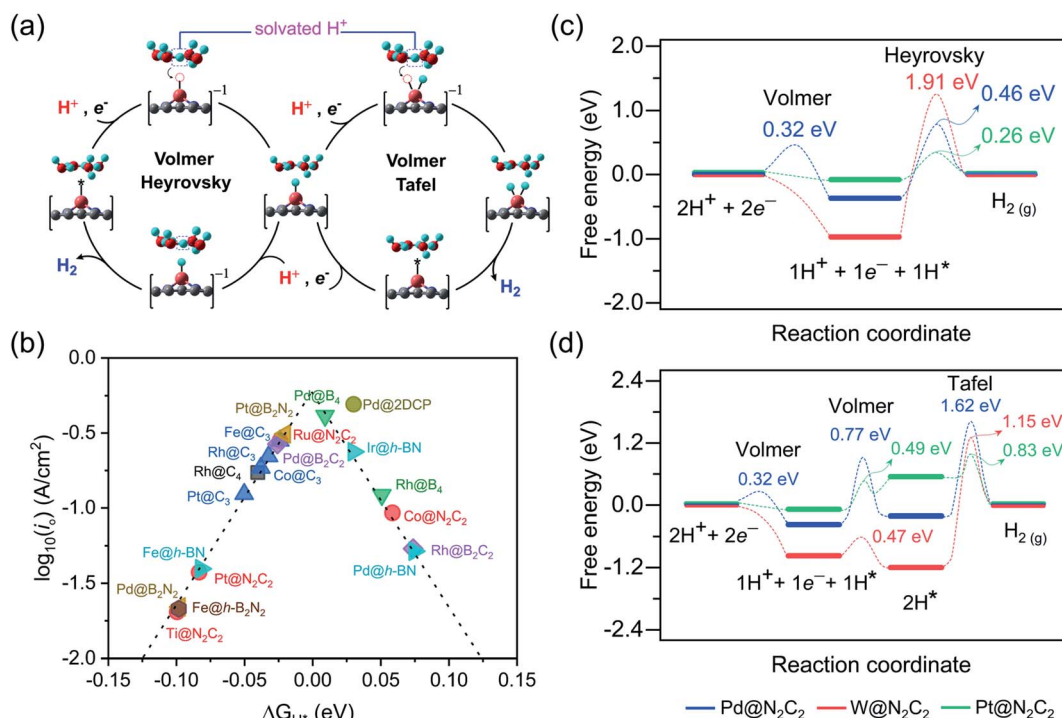 (a)
solvated H⁺
H⁺ , e⁻
[ ]⁻¹
H⁺ , e⁻
[ ]⁻¹
Volmer
Heyrovsky
Volmer
Tafel
*
H₂
[ ]⁻¹
H⁺ , e⁻
*
H₂
(b)
log₁₀(iₒ) (A/cm²)
0.0
-0.5
-1.0
-1.5
-2.0
Pd@B₄
Pd@2DCP
Pt@B₂N₂
Fe@C₃
Ru@N₂C₂
Ir@h-BN
Rh@C₃
Pd@B₂C₂
Rh@C₄
Co@C₃
Pt@C₃
Rh@B₄
Co@N₂C₂
Fe@h-BN
Rh@B₂C₂
Pt@N₂C₂
Pd@h-BN
Pd@B₂N₂
Fe@h-B₂N₂
Ti@N₂C₂
-0.15 -0.10 -0.05 0.00 0.05 0.10 0.15
ΔG_H* (eV)
(c)
Free energy (eV)
2.0
1.0
0.0
-1.0
-2.0
Heyrovsky
1.91 eV
Volmer
0.46 eV
0.32 eV
0.26 eV
2H⁺ + 2e⁻
H₂ (g)
1H⁺ + 1e⁻ + 1H*
Reaction coordinate
(d)
Free energy (eV)
2.4
1.2
0.0
-1.2
-2.4
Tafel
Volmer
1.62 eV
0.77 eV
1.15 eV
Volmer
0.49 eV
0.83 eV
0.32 eV
2H⁺ + 2e⁻
0.47 eV
H₂ (g)
1H⁺ + 1e⁻ + 1H*
2H*
Reaction coordinate
Pd@N₂C₂ W@N₂C₂ Pt@N₂C₂